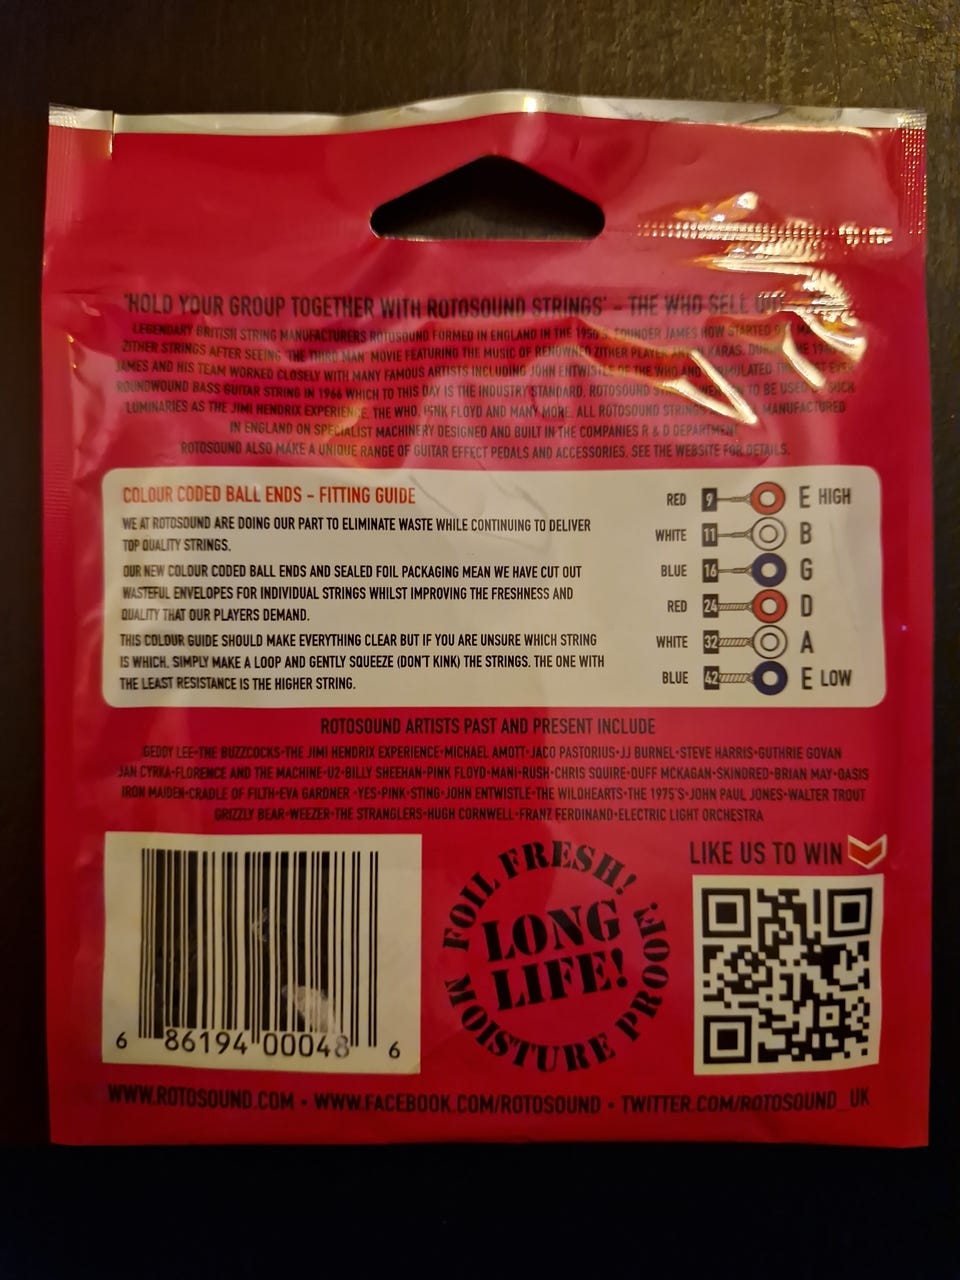 'HOLD YOUR GROUP TOGETHER WITH ROTOSOUND STRINGS' – THE WHO SELL
LEGENDARY BRITISH STRING MANUFACTURERS ROTOSOUND FORMED IN ENGLAND IN THE 1950'S. FOUNDER JAMES HOW STARTED
ZITHER STRINGS AFTER SEEING 'THE THIRD MAN' MOVIE FEATURING THE MUSIC OF RENOWNED ZITHER PLAYER KARAS. THE
JAMES AND HIS TEAM WORKED CLOSELY WITH MANY FAMOUS ARTISTS INCLUDING JOHN ENTWISTLE OF THE WHO AND THE EVER
ROUNDWOUND BASS GUITAR STRING IN 1966 WHICH TO THIS DAY IS THE INDUSTRY STANDARD. ROTOSOUND TO BE USED SUCH
LUMINARIES AS THE JIMI HENDRIX EXPERIENCE, THE WHO, PINK FLOYD AND MANY MORE. ALL ROTOSOUND STRINGS MANUFACTURED
IN ENGLAND ON SPECIALIST MACHINERY DESIGNED AND BUILT IN THE COMPANIES R & D DEPARTMENT
ROTOSOUND ALSO MAKE A UNIQUE RANGE OF GUITAR EFFECT PEDALS AND ACCESSORIES. SEE THE WEBSITE FOR DETAILS.
COLOUR CODED BALL ENDS – FITTING GUIDE
WE AT ROTOSOUND ARE DOING OUR PART TO ELIMINATE WASTE WHILE CONTINUING TO DELIVER
TOP QUALITY STRINGS.
OUR NEW COLOUR CODED BALL ENDS AND SEALED FOIL PACKAGING MEAN WE HAVE CUT OUT
WASTEFUL ENVELOPES FOR INDIVIDUAL STRINGS WHILST IMPROVING THE FRESHNESS AND
QUALITY THAT OUR PLAYERS DEMAND.
THIS COLOUR GUIDE SHOULD MAKE EVERYTHING CLEAR BUT IF YOU ARE UNSURE WHICH STRING
IS WHICH, SIMPLY MAKE A LOOP AND GENTLY SQUEEZE (DON'T KINK) THE STRINGS. THE ONE WITH
THE LEAST RESISTANCE IS THE HIGHER STRING.
RED 9 E HIGH
WHITE 11 B
BLUE 16 G
RED 24 D
WHITE 32 A
BLUE 42 E LOW
ROTOSOUND ARTISTS PAST AND PRESENT INCLUDE
GEDDY LEE•THE BUZZCOCKS•THE JIMI HENDRIX EXPERIENCE•MICHAEL AMOTT•JACO PASTORIUS•JJ BURNEL•STEVE HARRIS•GUTHRIE GOVAN
JAN CYRKA•FLORENCE AND THE MACHINE•U2•BILLY SHEEHAN•PINK FLOYD•MANI•RUSH•CHRIS SQUIRE•DUFF MCKAGAN•SKINDRED•BRIAN MAY•OASIS
IRON MAIDEN•CRADLE OF FILTH•EVA GARDNER •YES•PINK•STING•JOHN ENTWISTLE•THE WILDHEARTS•THE 1975'S•JOHN PAUL JONES•WALTER TROUT
GRIZZLY BEAR•WEEZER•THE STRANGLERS•HUGH CORNWELL•FRANZ FERDINAND•ELECTRIC LIGHT ORCHESTRA
LIKE US TO WIN
FOIL FRESH!
LONG
LIFE!
MOISTURE PROOF!
6 86194 00048 6
WWW.ROTOSOUND.COM • WWW.FACEBOOK.COM/ROTOSOUND • TWITTER.COM/ROTOSOUND_UK